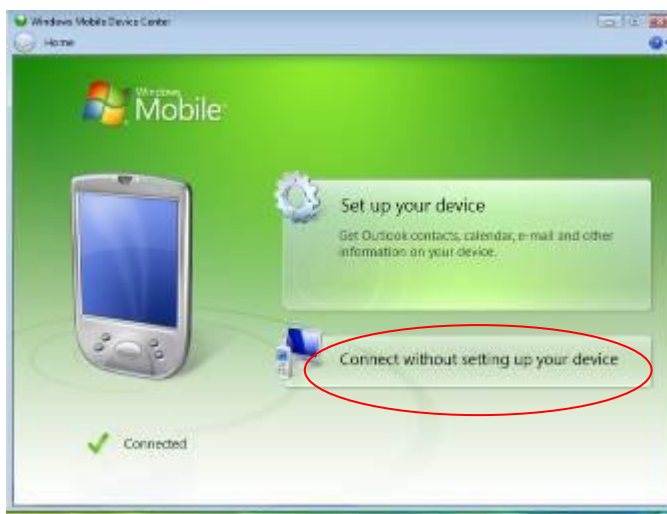 Windows Mobile Device Center
Home
Windows
Mobile
Set up your device
Get Outlook contacts, calendar, e-mail and other
information on your device.
Connect without setting up your device
Connected